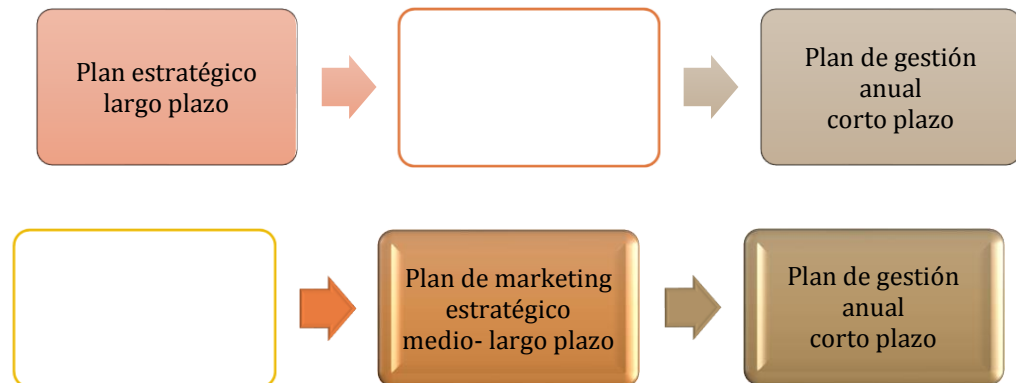 Plan estratégico
largo plazo
Plan de gestión
anual
corto plazo
Plan de marketing
estratégico
medio- largo plazo
Plan de gestión
anual
corto plazo